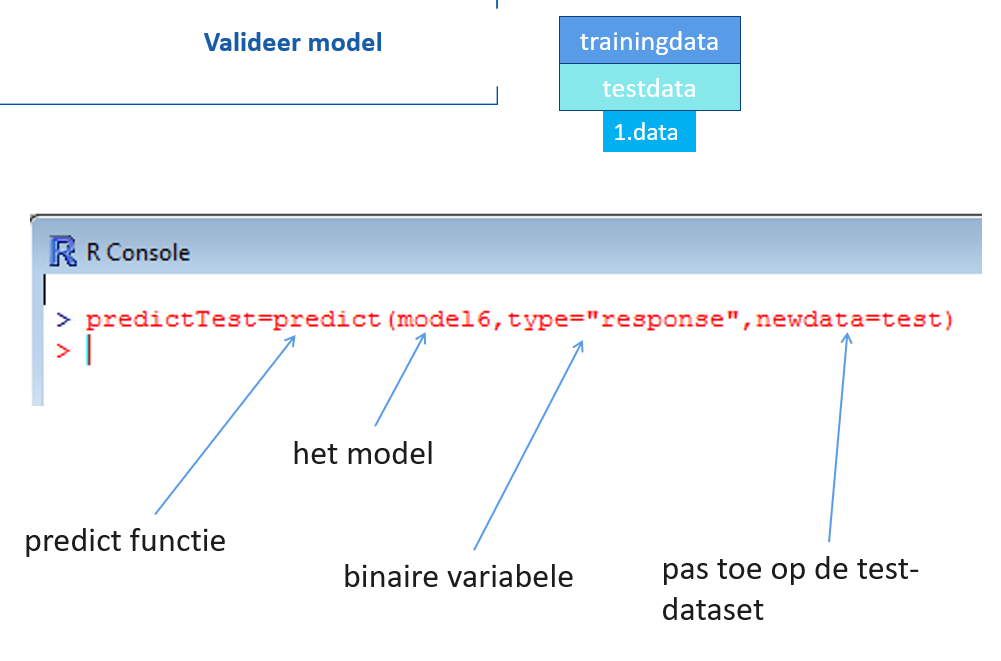 Valideer model
trainingdata
testdata
1.data
R Console
> predictTest=predict(model6,type="response",newdata=test)
>
het model
predict functie
binaire variabele
pas toe op de test-
dataset